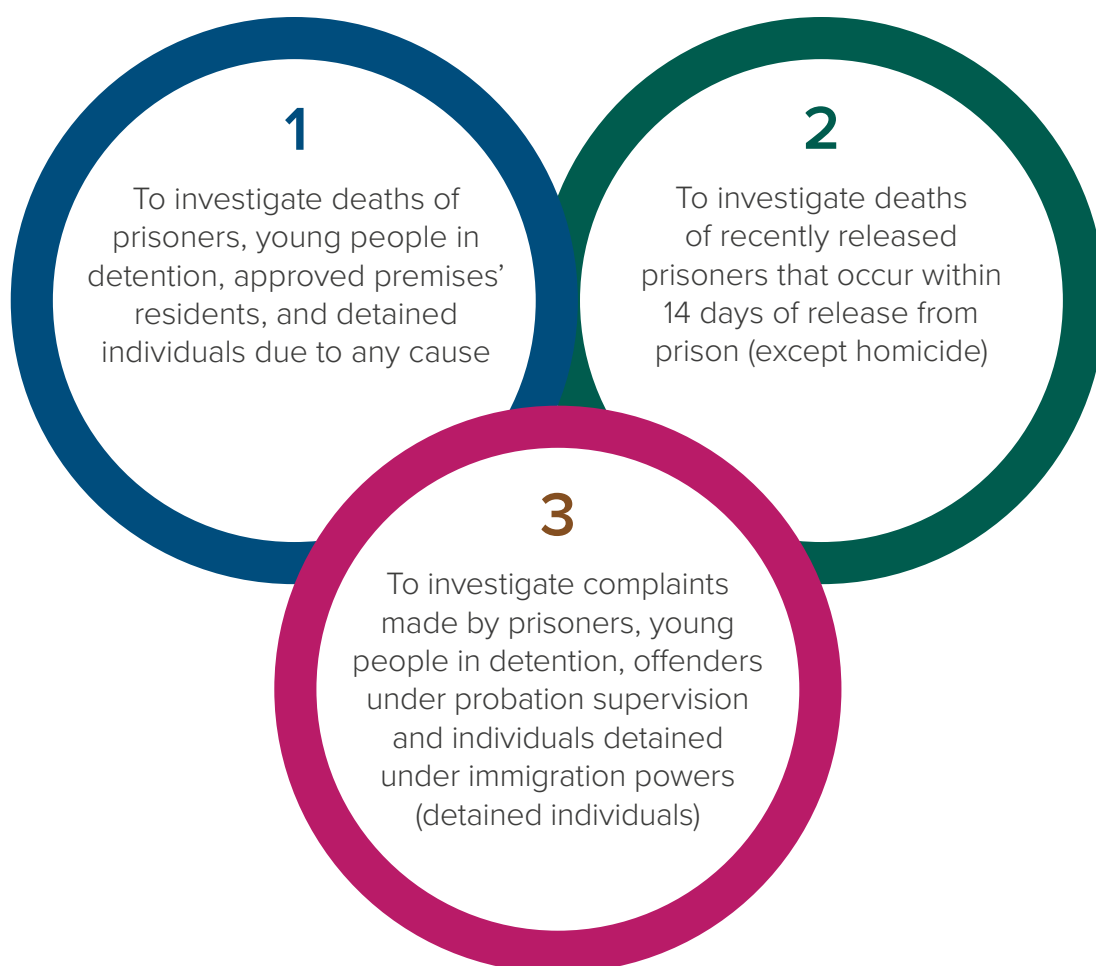 1
To investigate deaths of
prisoners, young people in
detention, approved premises’
residents, and detained
individuals due to any cause
2
To investigate deaths
of recently released
prisoners that occur within
14 days of release from
prison (except homicide)
3
To investigate complaints
made by prisoners, young
people in detention, offenders
under probation supervision
and individuals detained
under immigration powers
(detained individuals)